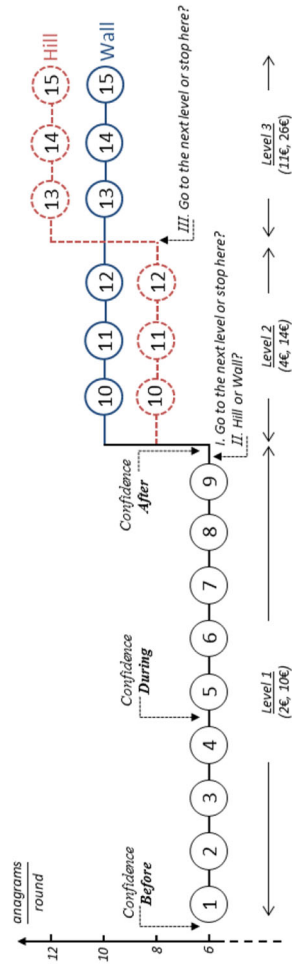 anagrams
round
12
10
8
6
Confidence
Before
Confidence
During
Confidence
After
1 2 3 4 5 6 7 8 9
10 11 12
10 11 12
13 14 15
13 14 15
Hill
Wall
I. Go to the next level or stop here?
II. Hill or Wall?
III. Go to the next level or stop here?
Level 1
(2€, 10€)
Level 2
(4€, 14€)
Level 3
(11€, 26€)